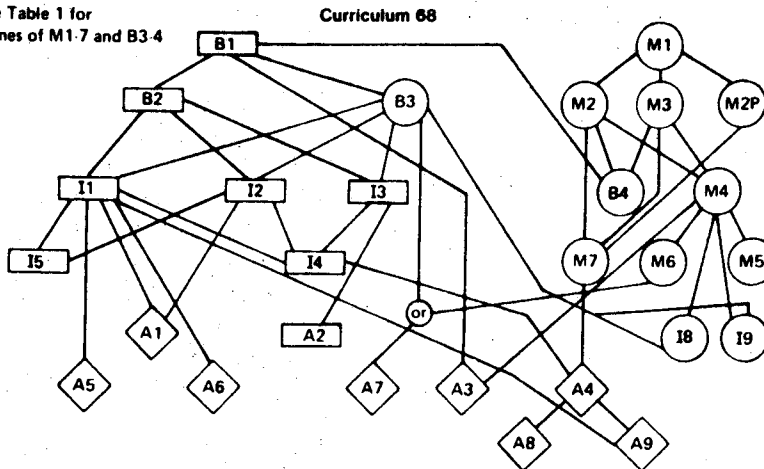 Table 1 for
Curriculum 68
nes of M1-7 and B3-4
B1
M1
B2
B3
M2
M3
M2P
I1
I2
I3
B4
M4
I5
I4
M7
M6
M5
A1
A2
or
I8
I9
A5
A6
A7
A3
A4
A8
A9